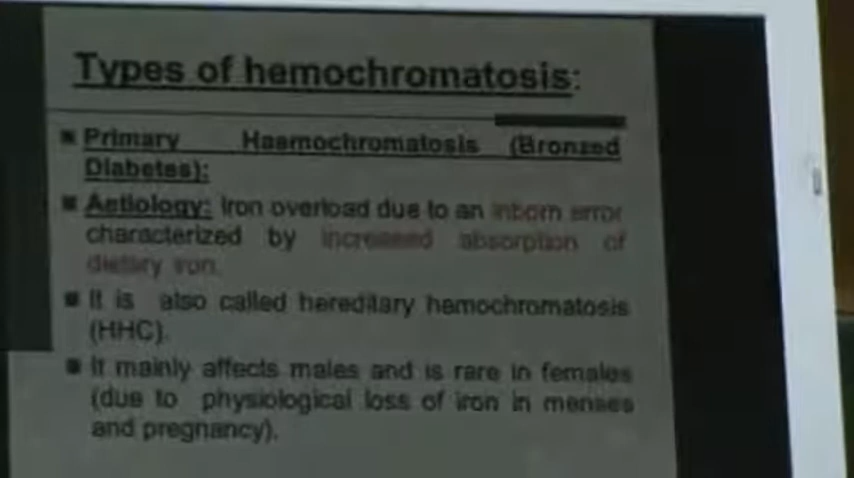 Types of hemochromatosis:
▪ Primary Haemochromatosis (Bronzed
Diabetes):
▪ Aetiology: Iron overload due to an inborn error
characterized by increased absorption of
dietary iron.
▪ It is also called hereditary hemochromatosis
(HHC).
▪ It mainly affects males and is rare in females
(due to physiological loss of iron in menses
and pregnancy).